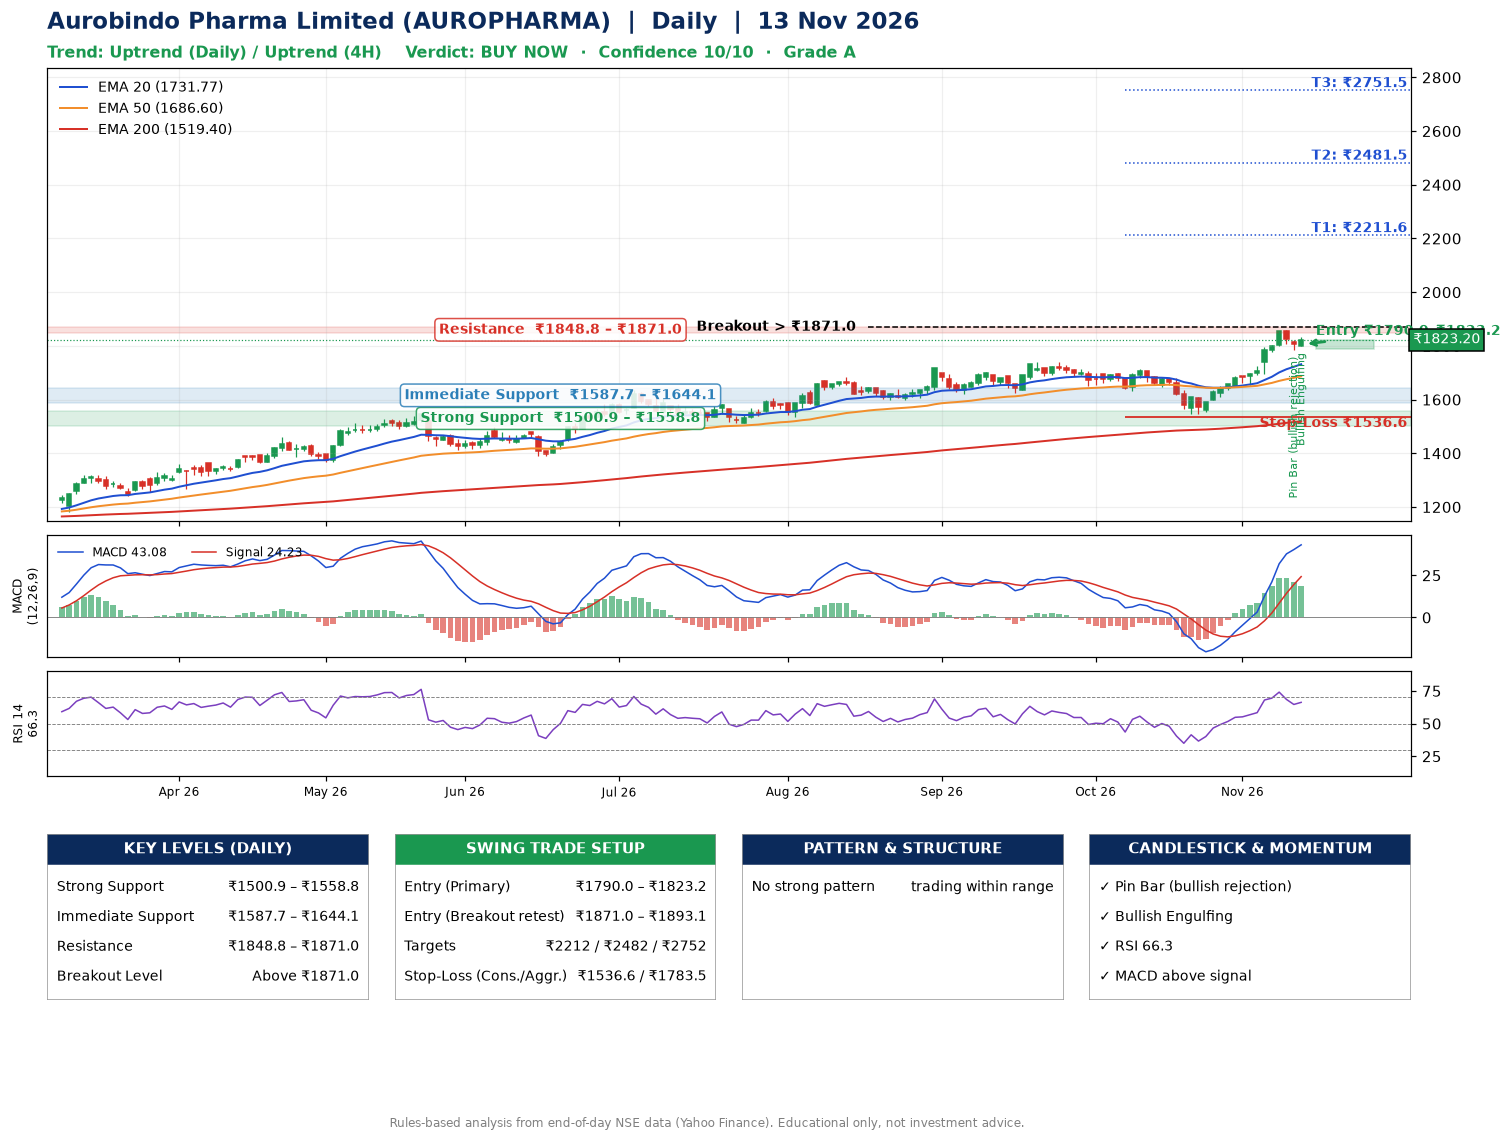 Aurobindo Pharma Limited (AUROPHARMA)  |  Daily  |  13 Nov 2026
Trend: Uptrend (Daily) / Uptrend (4H)    Verdict: BUY NOW  ·  Confidence 10/10  ·  Grade A
EMA 20 (1731.77)
EMA 50 (1686.60)
EMA 200 (1519.40)
T3: ₹2751.5
T2: ₹2481.5
T1: ₹2211.6
Resistance  ₹1848.8 – ₹1871.0
Breakout > ₹1871.0
Entry ₹1790.0 – ₹1823.2
₹1823.20
Immediate Support  ₹1587.7 – ₹1644.1
Strong Support  ₹1500.9 – ₹1558.8
Stop-Loss ₹1536.6
Pin Bar (bullish rejection)
Bullish Engulfing
2800
2600
2400
2200
2000
1800
1600
1400
1200
MACD 43.08
Signal 24.23
MACD
(12,26,9)
25
0
RSI 14
66.3
75
50
25
Apr 26
May 26
Jun 26
Jul 26
Aug 26
Sep 26
Oct 26
Nov 26
KEY LEVELS (DAILY)
Strong Support  ₹1500.9 – ₹1558.8
Immediate Support  ₹1587.7 – ₹1644.1
Resistance  ₹1848.8 – ₹1871.0
Breakout Level  Above ₹1871.0
SWING TRADE SETUP
Entry (Primary)  ₹1790.0 – ₹1823.2
Entry (Breakout retest)  ₹1871.0 – ₹1893.1
Targets  ₹2212 / ₹2482 / ₹2752
Stop-Loss (Cons./Aggr.)  ₹1536.6 / ₹1783.5
PATTERN & STRUCTURE
No strong pattern  trading within range
CANDLESTICK & MOMENTUM
✓ Pin Bar (bullish rejection)
✓ Bullish Engulfing
✓ RSI 66.3
✓ MACD above signal
Rules-based analysis from end-of-day NSE data (Yahoo Finance). Educational only, not investment advice.